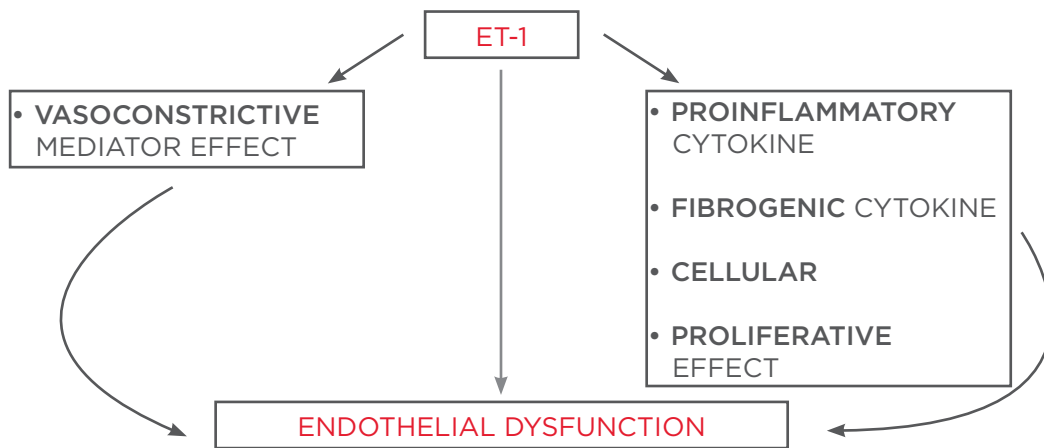 ET-1
• VASOCONSTRICTIVE
MEDIATOR EFFECT
• PROINFLAMMATORY
CYTOKINE
• FIBROGENIC CYTOKINE
• CELLULAR
• PROLIFERATIVE
EFFECT
ENDOTHELIAL DYSFUNCTION